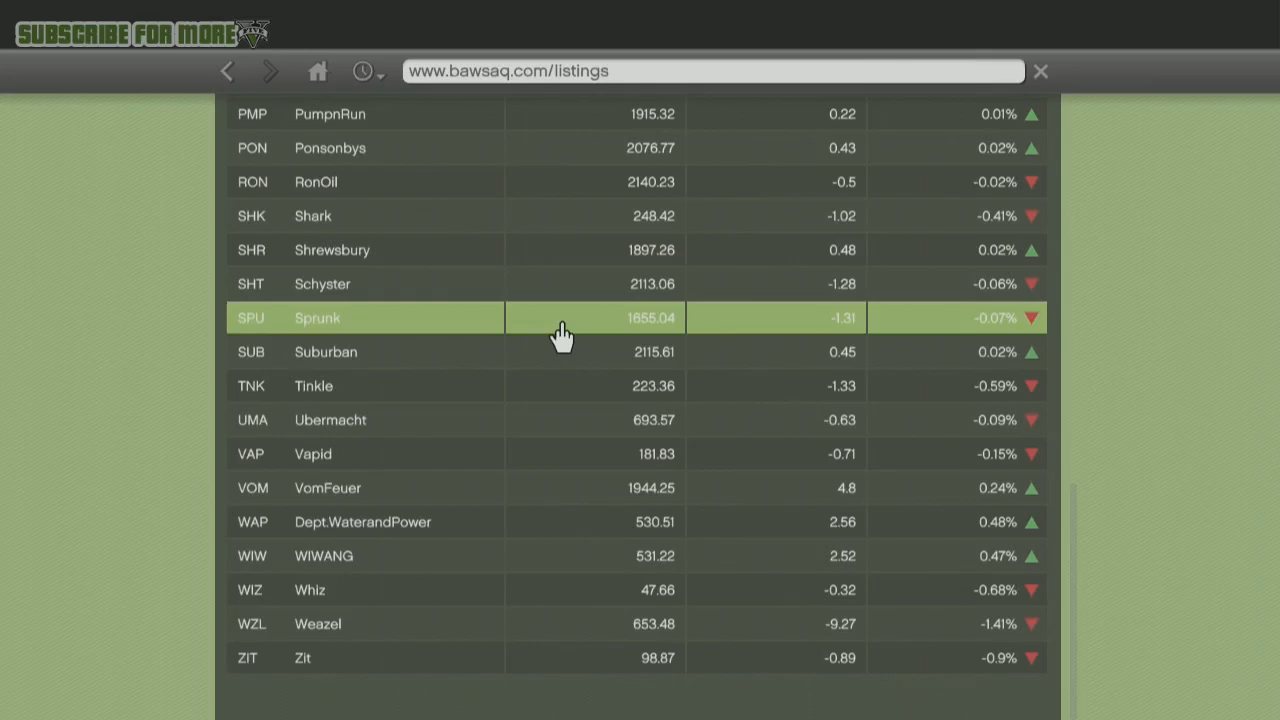 SUBSCRIBE FOR MORE
FIVE
www.bawsaq.com/listings
PMP PumpnRun 1915.32 0.22 0.01%
PON Ponsonbys 2076.77 0.43 0.02%
RON RonOil 2140.23 -0.5 -0.02%
SHK Shark 248.42 -1.02 -0.41%
SHR Shrewsbury 1897.26 0.48 0.02%
SHT Schyster 2113.06 -1.28 -0.06%
SPU Sprunk 1655.04 -1.31 -0.07%
SUB Suburban 2115.61 0.45 0.02%
TNK Tinkle 223.36 -1.33 -0.59%
UMA Ubermacht 693.57 -0.63 -0.09%
VAP Vapid 181.83 -0.71 -0.15%
VOM VomFeuer 1944.25 4.8 0.24%
WAP Dept.WaterandPower 530.51 2.56 0.48%
WIW WIWANG 531.22 2.52 0.47%
WIZ Whiz 47.66 -0.32 -0.68%
WZL Weazel 653.48 -9.27 -1.41%
ZIT Zit 98.87 -0.89 -0.9%